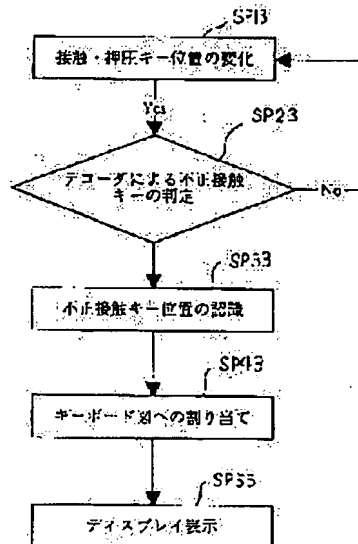 SP13
接触・押圧キー位置の変化
Yes
SP23
デコーダによる不正接触
キーの判定
No
SP33
不正接触キー位置の認識
SP43
キーボード図への割り当て
SP53
ディスプレイ表示